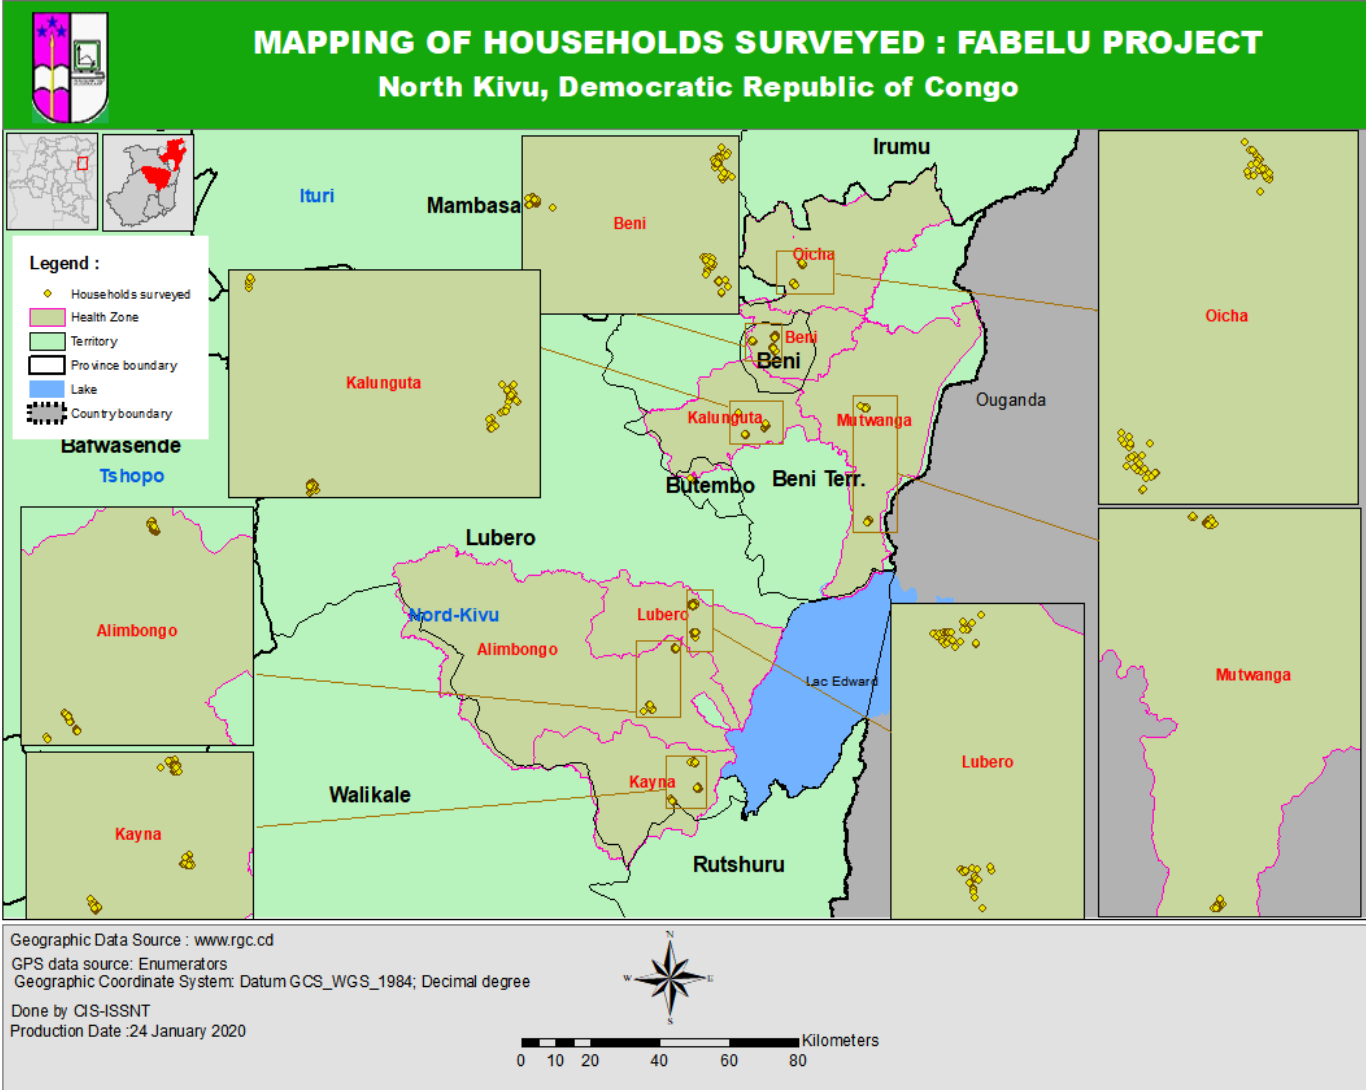 MAPPING OF HOUSEHOLDS SURVEYED : FABELU PROJECT
North Kivu, Democratic Republic of Congo
Irumu
Ituri
Mambasa
Beni
Oicha
Legend :
Households surveyed
Health Zone
Territory
Province boundary
Lake
Country boundary
Kalunguta
Beni
Beni
Oicha
Ouganda
Kalunguta
Mutwanga
Bafwasende
Tshopo
Butembo
Beni Terr.
Lubero
Alimbongo
Nord-Kivu
Lubero
Alimbongo
Lac Edward
Mutwanga
Lubero
Kayna
Walikale
Kayna
Rutshuru
Geographic Data Source : www.rgc.cd
GPS data source: Enumerators
Geographic Coordinate System: Datum GCS_WGS_1984; Decimal degree
Done by CIS-ISSNT
Production Date :24 January 2020
N
W E
S
Kilometers
0 10 20 40 60 80